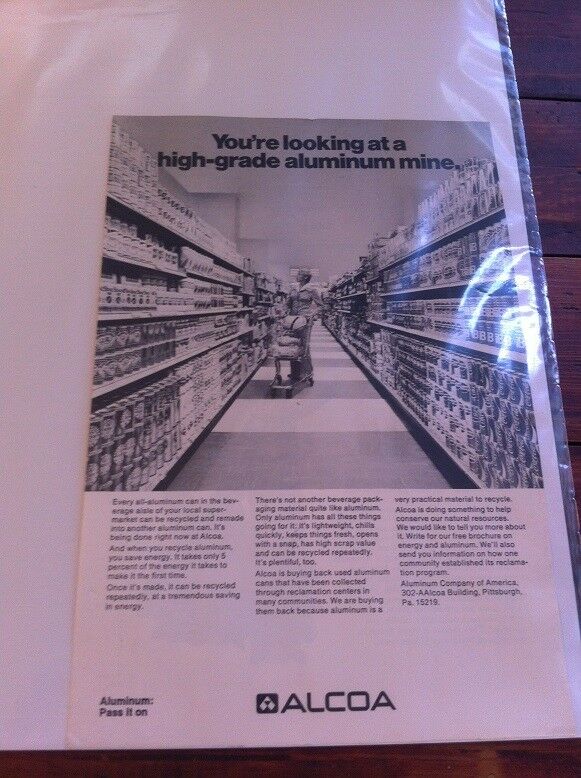 You're looking at a
high-grade aluminum mine.
Every all-aluminum can in the bev-
erage aisle of your local super-
market can be recycled and remade
into another aluminum can. It's
being done right now at Alcoa.
And when you recycle aluminum,
you save energy. It takes only 5
percent of the energy it takes to
make it the first time.
Once it's made, it can be recycled
repeatedly, at a tremendous saving
in energy.
There's not another beverage pack-
aging material quite like aluminum.
Only aluminum has all these things
going for it: it's lightweight, chills
quickly, keeps things fresh, opens
with a snap, has high scrap value
and can be recycled repeatedly.
It's plentiful, too.
Alcoa is buying back used aluminum
cans that have been collected
through reclamation centers in
many communities. We are buying
them back because aluminum is a
very practical material to recycle.
Alcoa is doing something to help
conserve our natural resources.
We would like to tell you more about
it. Write for our free brochure on
energy and aluminum. We'll also
send you information on how one
community established its reclama-
tion program.
Aluminum Company of America,
302-AAlcoa Building, Pittsburgh,
Pa. 15219.
Aluminum:
Pass it on
ALCOA